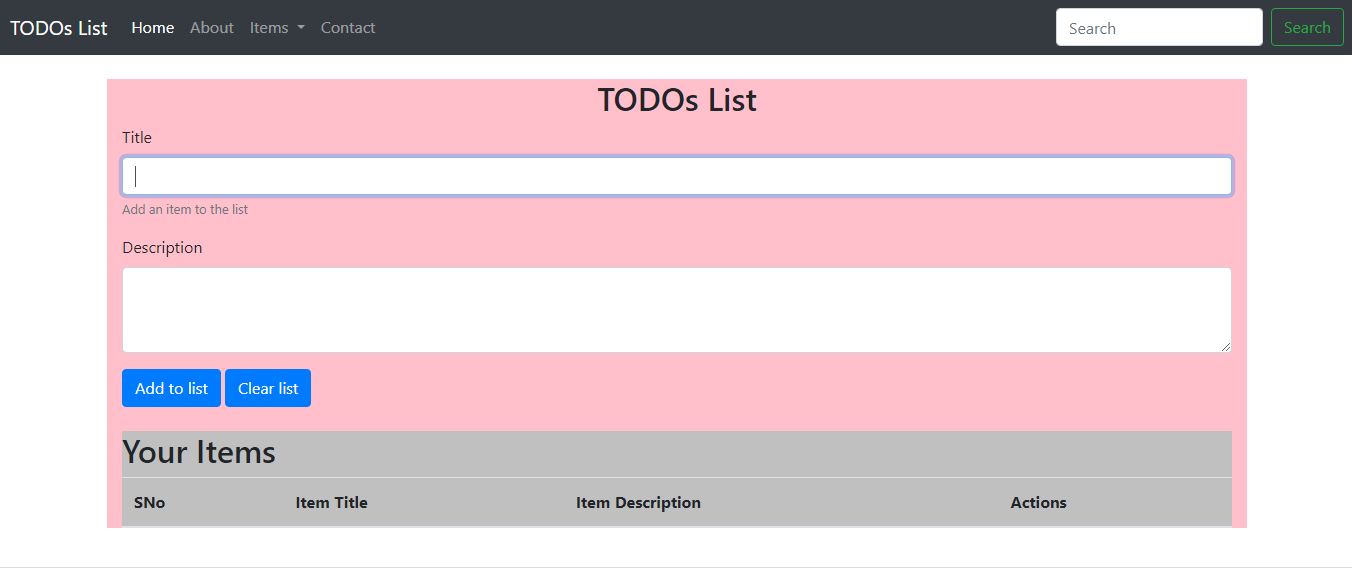 TODOs List Home About Items Contact Search Search
TODOs List
Title
Add an item to the list
Description
Add to list Clear list
Your Items
SNo Item Title Item Description Actions